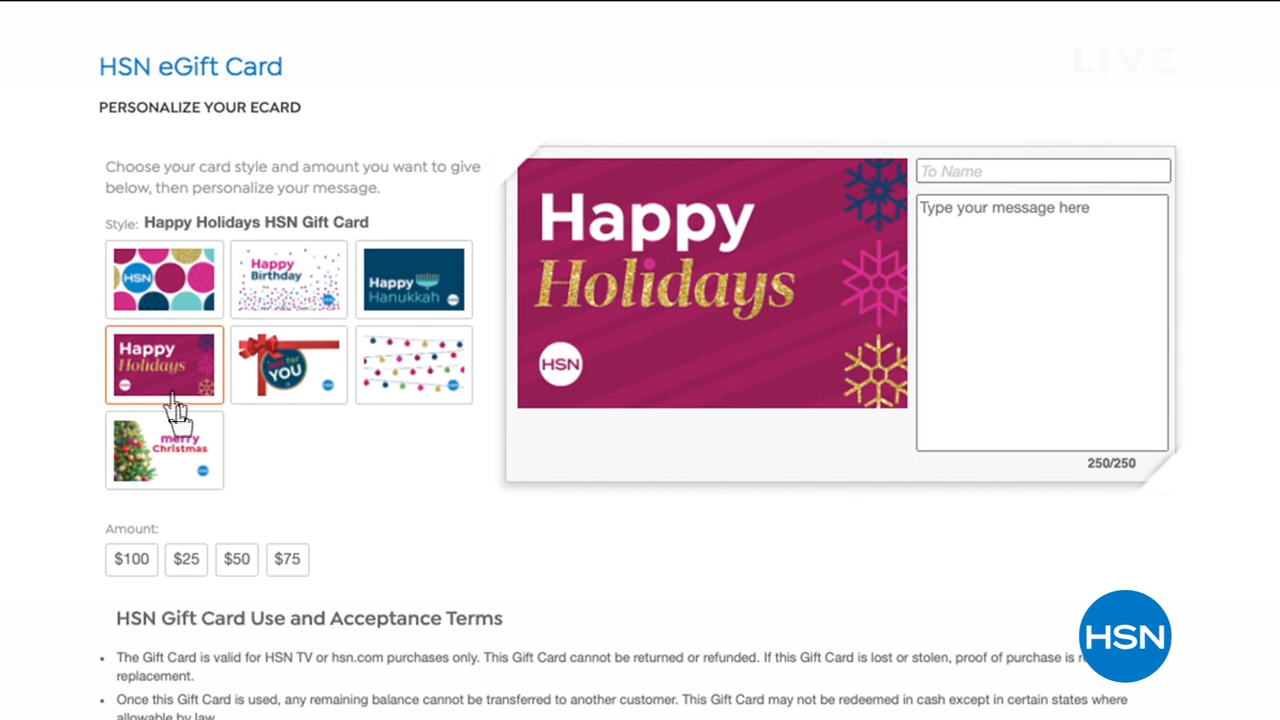 HSN eGift Card
LIVE
PERSONALIZE YOUR ECARD
Choose your card style and amount you want to give
below, then personalize your message.
Style: Happy Holidays HSN Gift Card
HSN
Happy
Birthday
Happy
Hanukkah
Happy
Holidays
HSN
for
YOU
merry
Christmas
Happy
Holidays
HSN
To Name
Type your message here
250/250
Amount:
$100
$25
$50
$75
HSN Gift Card Use and Acceptance Terms
• The Gift Card is valid for HSN TV or hsn.com purchases only. This Gift Card cannot be returned or refunded. If this Gift Card is lost or stolen, proof of purchase is
replacement.
• Once this Gift Card is used, any remaining balance cannot be transferred to another customer. This Gift Card may not be redeemed in cash except in certain states where
allowable by law.
HSN